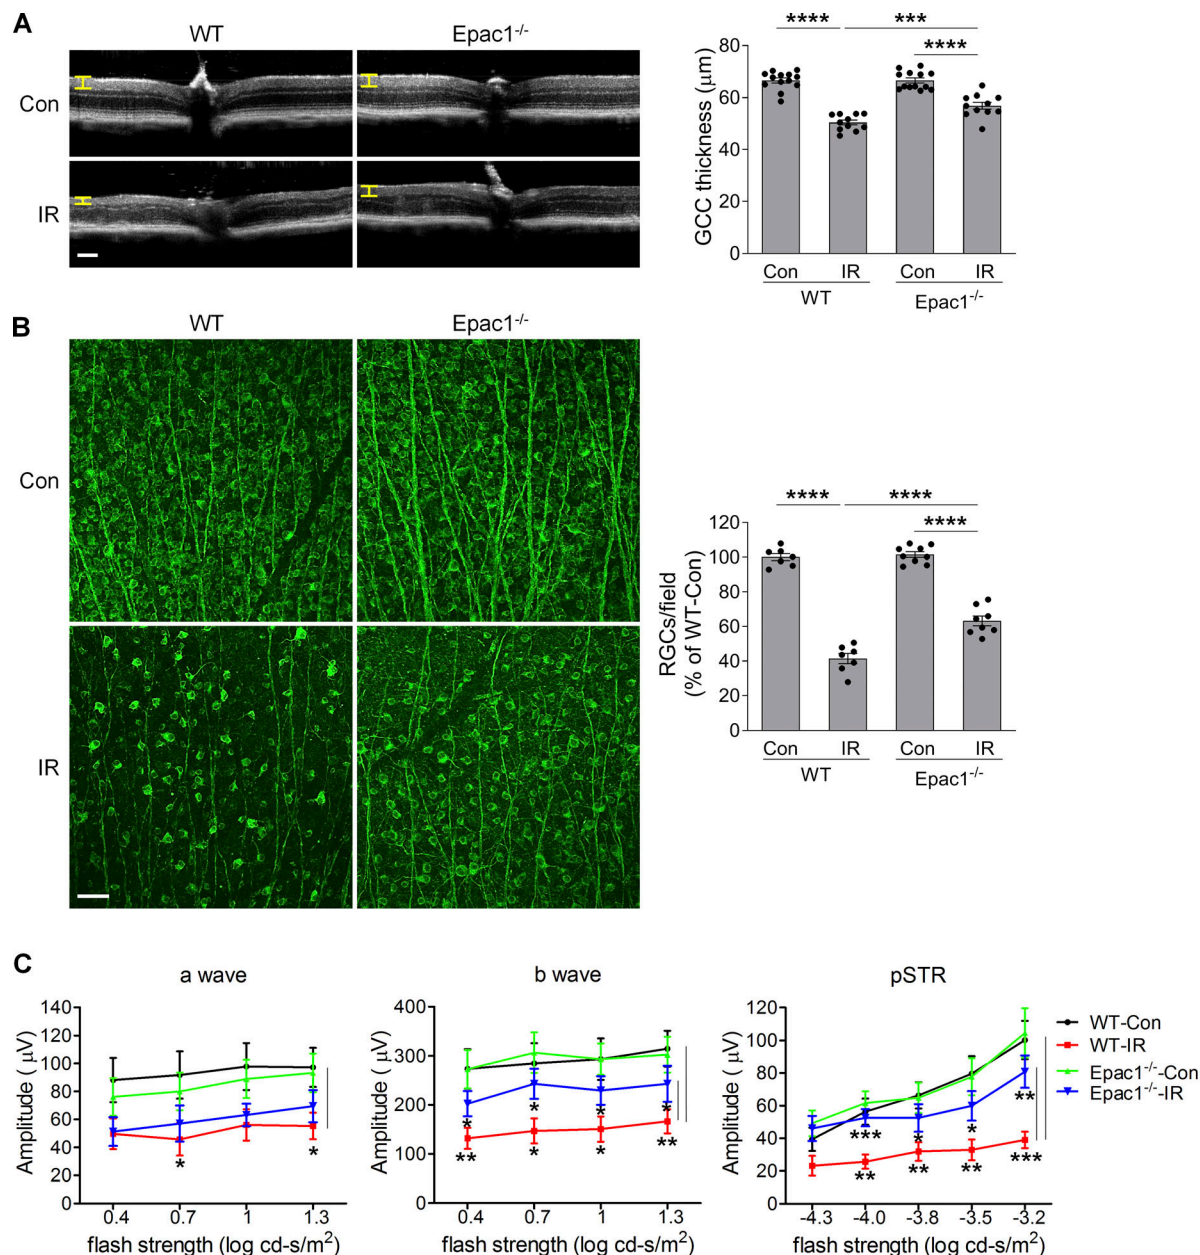 A
WT
Epac1-/-
Con
IR
****
***
****
GCC thickness (μm)
80
60
40
20
0
Con IR Con IR
WT Epac1-/-
B
WT
Epac1-/-
Con
IR
****
****
****
RGCs/field
(% of WT-Con)
120
100
80
60
40
20
0
Con IR Con IR
WT Epac1-/-
C
a wave
Amplitude ( μV)
140
120
100
80
60
40
20
0
*
*
0.4 0.7 1 1.3
flash strength (log cd-s/m2)
b wave
Amplitude ( μV)
400
300
200
100
0
* * * *
** * * **
0.4 0.7 1 1.3
flash strength (log cd-s/m2)
pSTR
Amplitude ( μV)
120
100
80
60
40
20
0
*** * * **
** ** ** ***
-4.3 -4.0 -3.8 -3.5 -3.2
flash strength (log cd-s/m2)
WT-Con
WT-IR
Epac1-/--Con
Epac1-/--IR